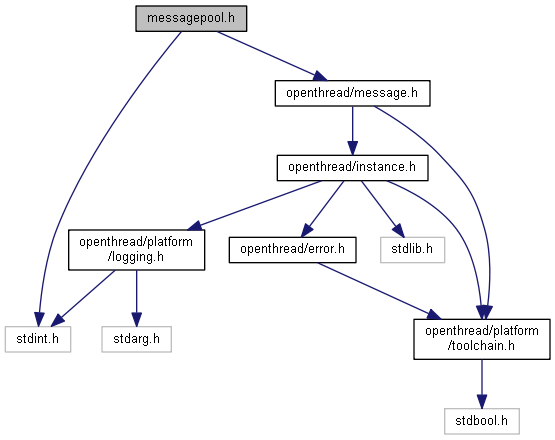 messagepool.h
openthread/message.h
openthread/instance.h
openthread/platform
/logging.h
openthread/error.h
stdlib.h
stdint.h
stdarg.h
openthread/platform
/toolchain.h
stdbool.h